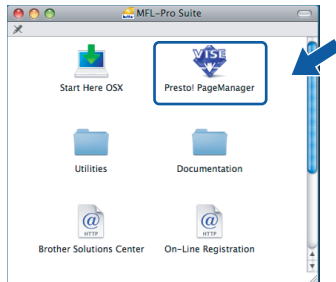 MFL-Pro Suite
VISE
Start Here OSX
Presto! PageManager
Utilities
Documentation
@
HTTP
@
HTTP
Brother Solutions Center
On-Line Registration